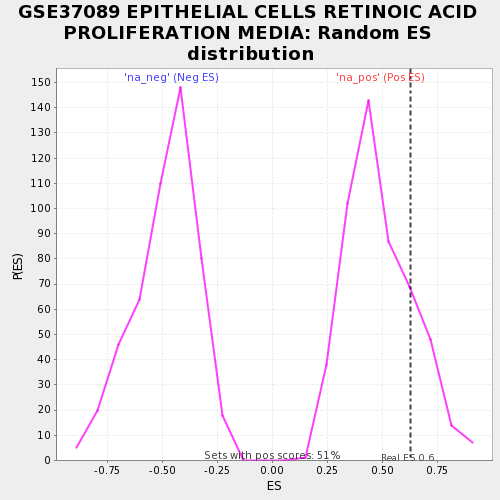 GSE37089 EPITHELIAL CELLS RETINOIC ACID
PROLIFERATION MEDIA: Random ES
distribution
'na_neg' (Neg ES)
'na_pos' (Pos ES)
150
140
130
120
110
100
90
80
70
60
50
40
30
20
10
0
P(ES)
Sets with pos scores: 51%
Real ES 0.6
-0.75
-0.50
-0.25
0.00
0.25
0.50
0.75
ES